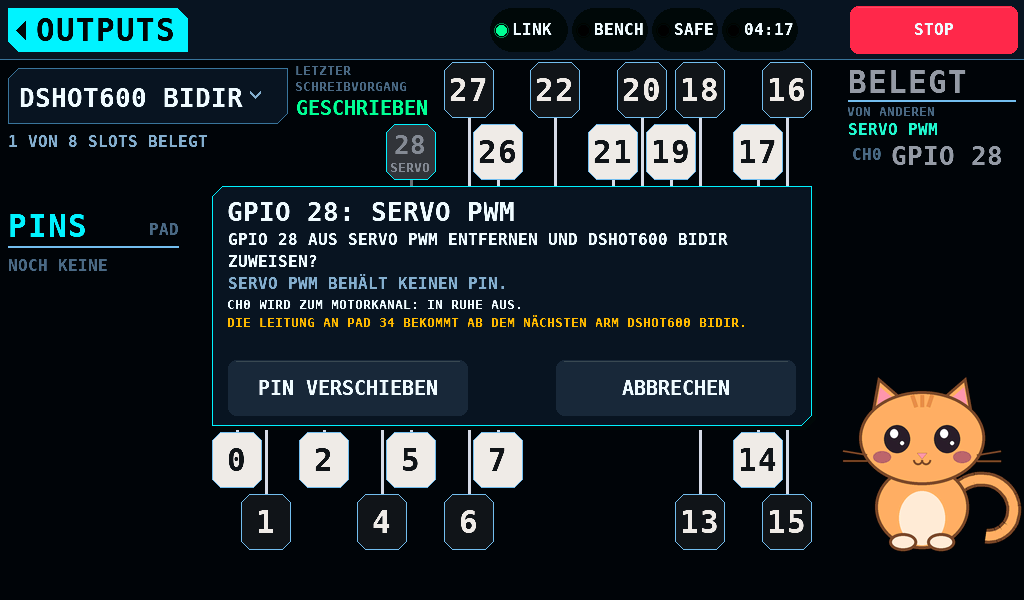 OUTPUTS
LINK
BENCH
SAFE
04:17
STOP
DSHOT600 BIDIR
LETZTER
SCHREIBVORGANG
GESCHRIEBEN
1 VON 8 SLOTS BELEGT
27
22
20
18
16
28
SERVO
26
21
19
17
BELEGT
VON ANDEREN
SERVO PWM
CH0 GPIO 28
PINS
PAD
NOCH KEINE
GPIO 28: SERVO PWM
GPIO 28 AUS SERVO PWM ENTFERNEN UND DSHOT600 BIDIR
ZUWEISEN?
SERVO PWM BEHÄLT KEINEN PIN.
CH0 WIRD ZUM MOTORKANAL: IN RUHE AUS.
DIE LEITUNG AN PAD 34 BEKOMMT AB DEM NÄCHSTEN ARM DSHOT600 BIDIR.
PIN VERSCHIEBEN
ABBRECHEN
0
2
5
7
14
1
4
6
13
15